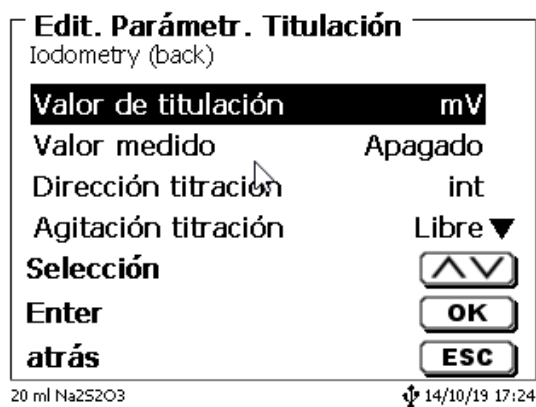 Edit. Parámetr. Titulación
Iodometry (back)
Valor de titulación mV
Valor medido Apagado
Dirección titración int
Agitación titración Libre
Selección
Enter OK
atrás ESC
20 ml Na2S2O3 14/10/19 17:24